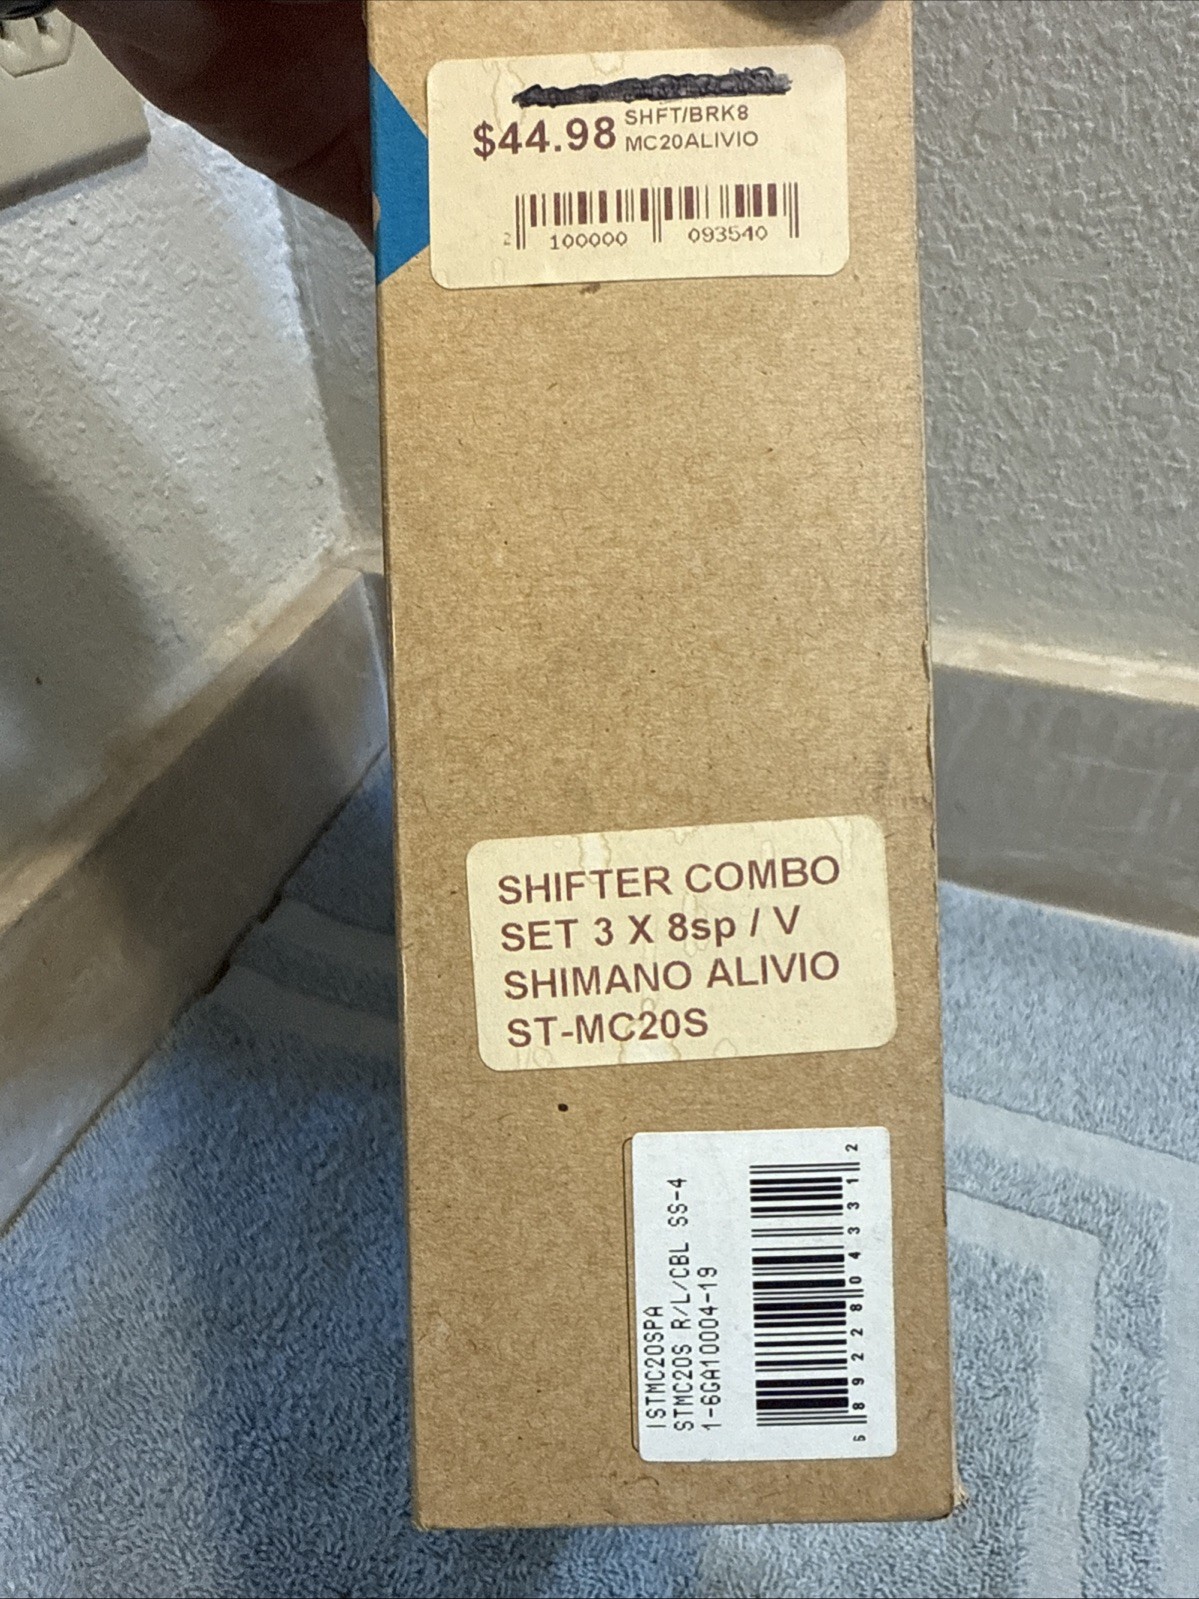 $44.98 SHFT/BRK8
MC20ALIVIO
2 100000 093540
SHIFTER COMBO
SET 3 X 8sp / V
SHIMANO ALIVIO
ST-MC20S
ISTMC20SPA
STMC20S R/L/CBL SS-4
1-6GA10004-19
6 89228 04331 2